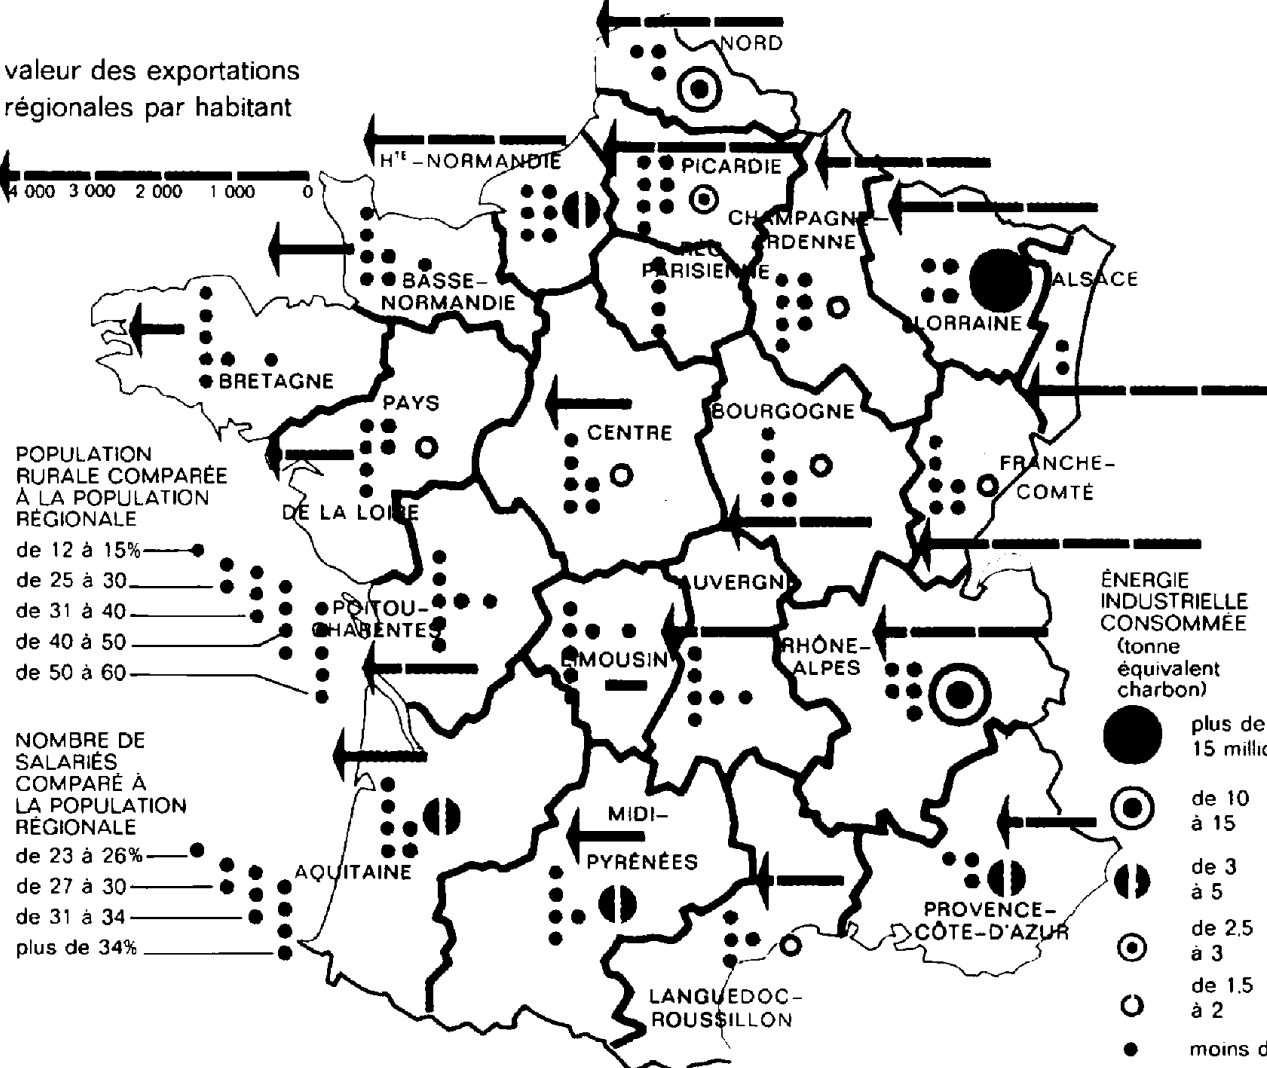 valeur des exportations
régionales par habitant
4 000 3 000 2 000 1 000 0
NORD
HTE-NORMANDIE
PICARDIE
CHAMPAGNE-
ARDENNE
PARISIENNE
BASSE-
NORMANDIE
ALSACE
LORRAINE
BRETAGNE
PAYS
DE LA LOIRE
CENTRE
BOURGOGNE
FRANCHE-
COMTÉ
POITOU-
CHARENTES
LIMOUSIN
AUVERGNE
RHÔNE-
ALPES
AQUITAINE
MIDI-
PYRÉNÉES
LANGUEDOC-
ROUSSILLON
PROVENCE-
CÔTE-D'AZUR
POPULATION
RURALE COMPARÉE
À LA POPULATION
RÉGIONALE
de 12 à 15%
de 25 à 30
de 31 à 40
de 40 à 50
de 50 à 60
NOMBRE DE
SALARIÉS
COMPARÉ À
LA POPULATION
RÉGIONALE
de 23 à 26%
de 27 à 30
de 31 à 34
plus de 34%
ÉNERGIE
INDUSTRIELLE
CONSOMMÉE
(tonne
équivalent
charbon)
plus de
15
de 10
à 15
de 3
à 5
de 2,5
à 3
de 1,5
à 2
moins